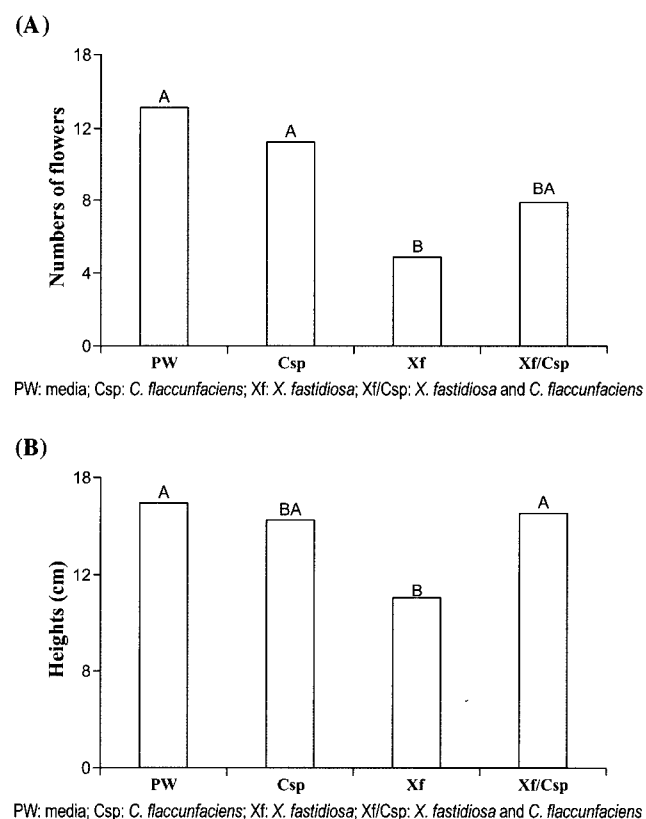 (A)
18
12
8
4
0
Numbers of flowers
A
A
B
BA
PW Csp Xf Xf/Csp
PW: media; Csp: C. flaccunfaciens; Xf: X. fastidiosa; Xf/Csp: X. fastidiosa and C. flaccunfaciens
(B)
18
12
8
0
Heights (cm)
A
BA
B
A
PW Csp Xf Xf/Csp
PW: media; Csp: C. flaccunfaciens; Xf: X. fastidiosa; Xf/Csp: X. fastidiosa and C. flaccunfaciens